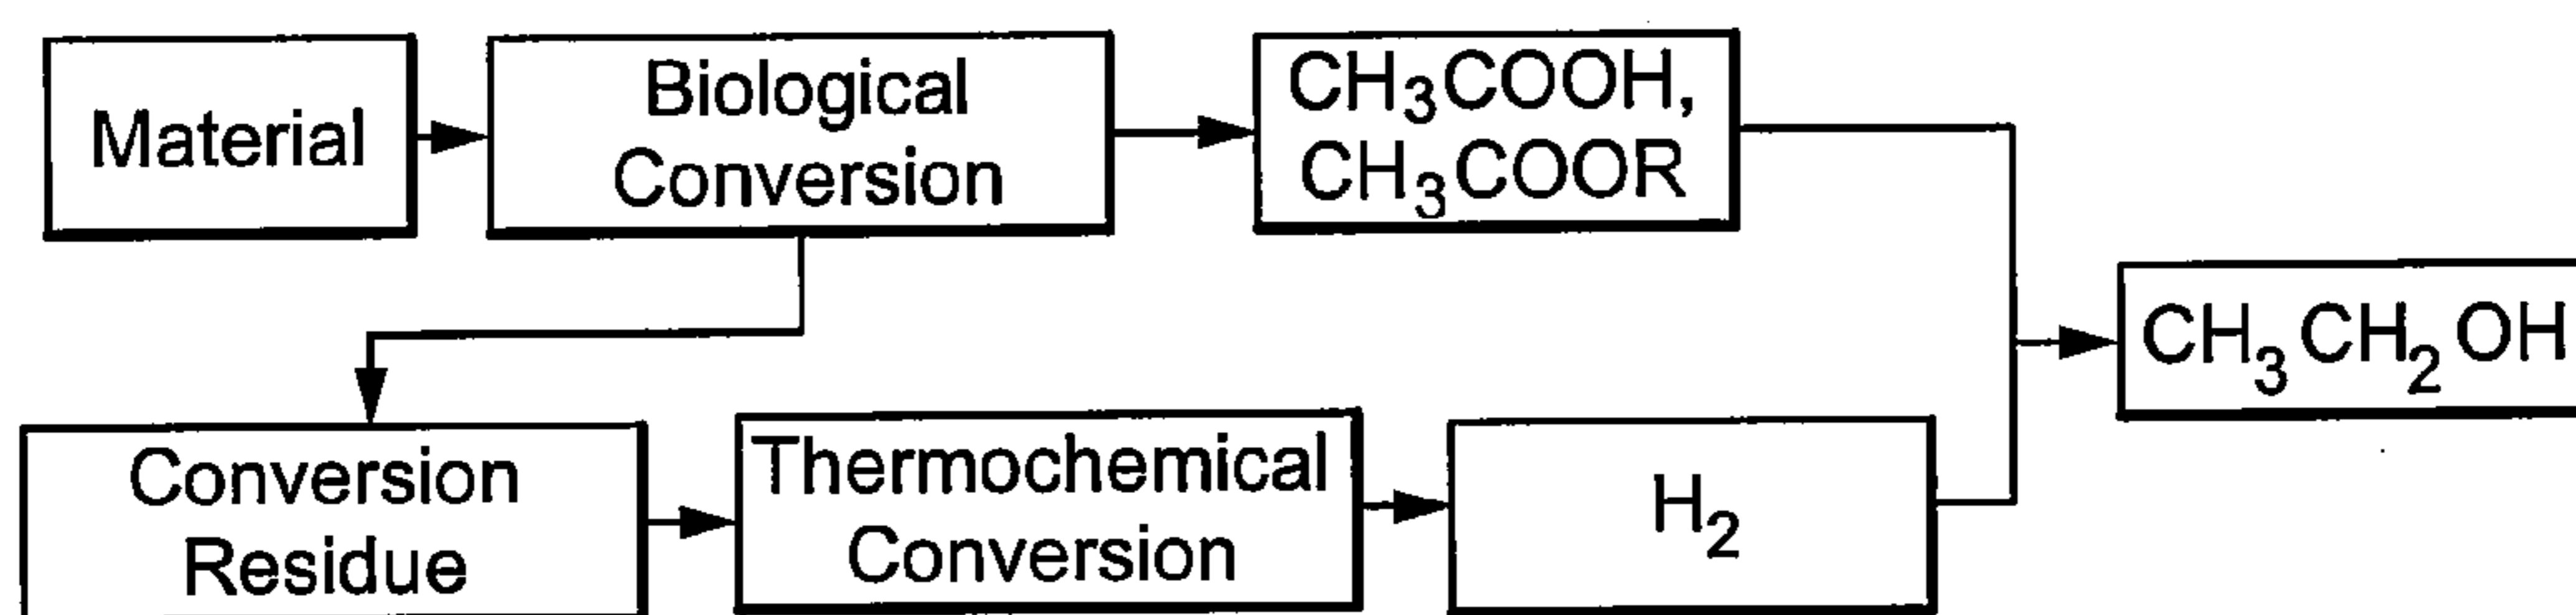 Material
Biological
Conversion
CH₃COOH,
CH₃COOR
CH₃CH₂OH
Conversion
Residue
Thermochemical
Conversion
H₂